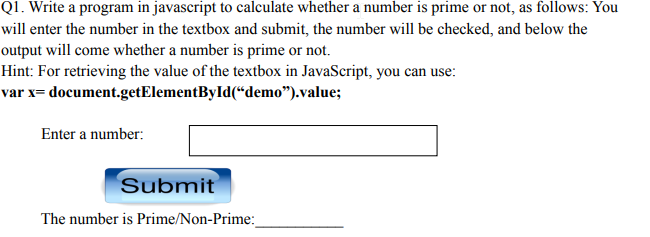 Q1. Write a program in javascript to calculate whether a number is prime or not, as follows: You
will enter the number in the textbox and submit, the number will be checked, and below the
output will come whether a number is prime or not.
Hint: For retrieving the value of the textbox in JavaScript, you can use:
var x= document.getElementById(“demo”).value;
Enter a number:
Submit
The number is Prime/Non-Prime:____________